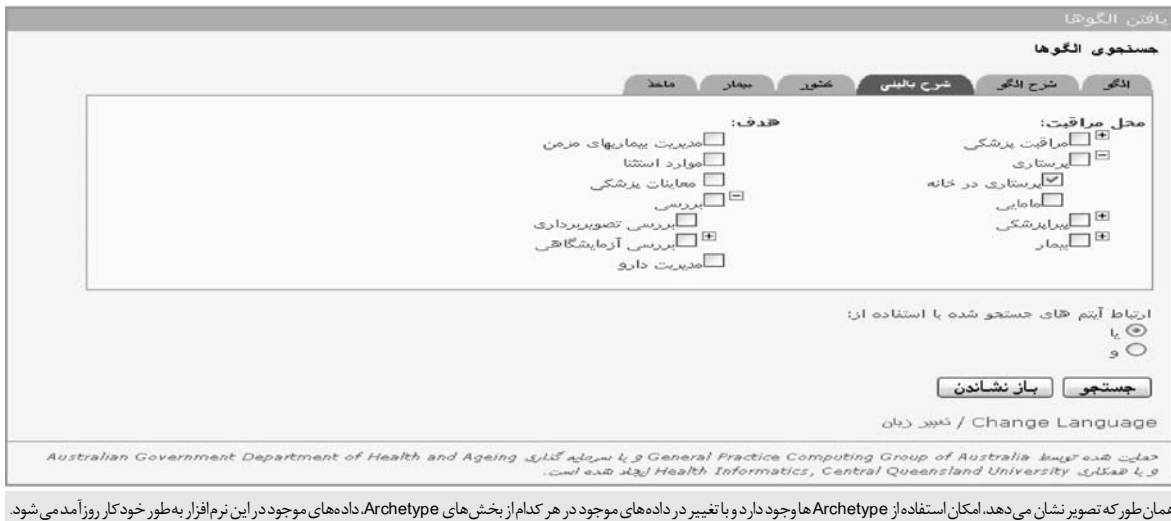 یافتن الگوها
جستجوی الگوها
الگو
شرح الگو
شرح بالینی
کشور
بیمار
ماخذ
محل مراقبت:
مراقبت پزشکی
پرستاری
پرستاری در خانه
مامایی
پیراپزشکی
بیمار
هدف:
مدیریت بیماریهای مزمن
موارد استثنا
معاینات پزشکی
بررسی
بررسی تصویربرداری
بررسی آزمایشگاهی
مدیریت دارو
ارتباط آیتم های جستجو شده با استفاده از:
یا
و
جستجو
باز نشاندن
Change Language / تغییر زبان
حمایت شده توسط General Practice Computing Group of Australia و با سرمایه گذاری Australian Government Department of Health and Ageing
و با همکاری Health Informatics, Central Queensland University ایجاد شده است.
همان‌طور که تصویر نشان می‌دهد، امکان استفاده از Archetypeها وجود دارد و با تغییر در داده‌های موجود در هر کدام از بخش‌های Archetype، داده‌های موجود در این نرم‌افزار به‌طور خودکار روزآمد می‌شود.